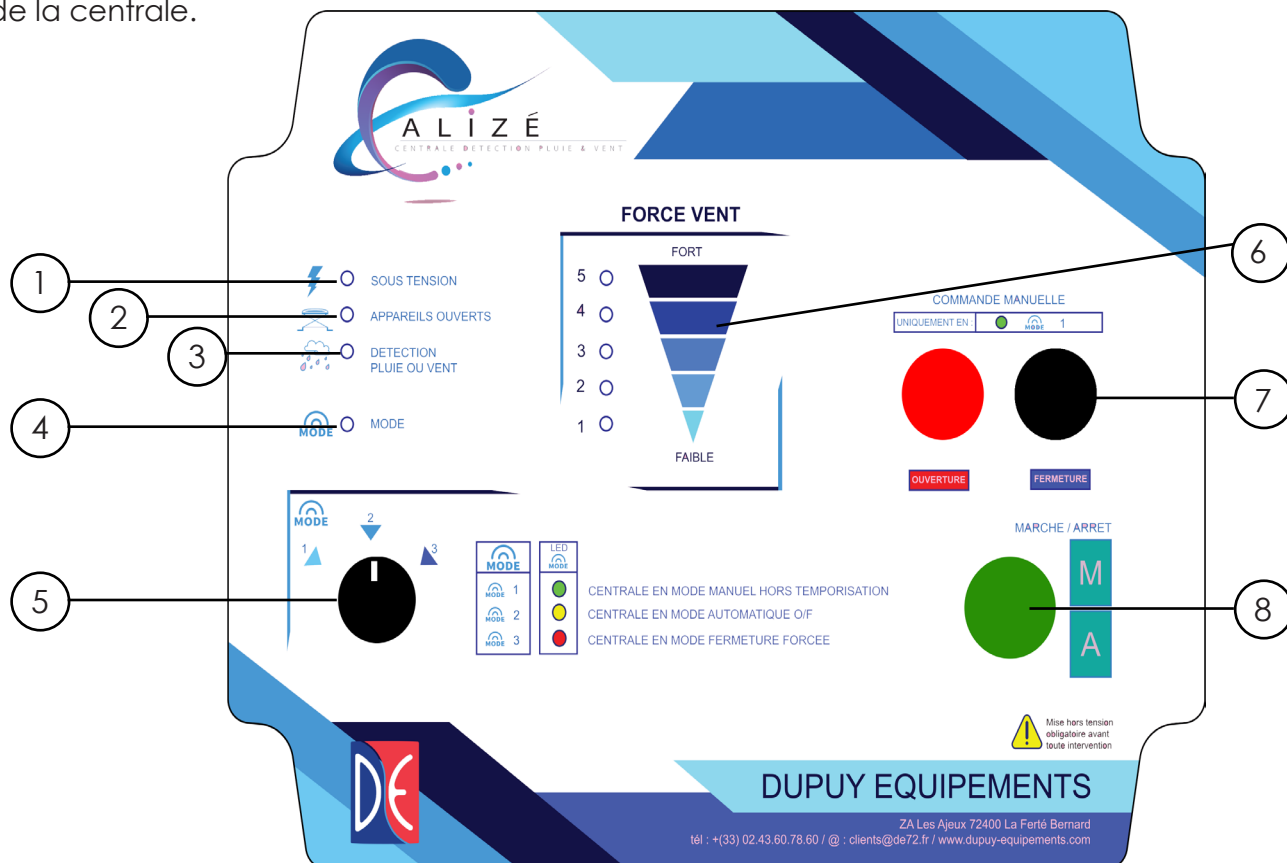 de la centrale.
ALİZÉ
CENTRALE DETECTION PLUIE & VENT
FORCE VENT
FORT
5
4
3
2
1
FAIBLE
1
SOUS TENSION
2
APPAREILS OUVERTS
3
DETECTION
PLUIE OU VENT
4
MODE
MODE
6
COMMANDE MANUELLE
UNIQUEMENT EN :
MODE
1
7
OUVERTURE
FERMETURE
MODE
1
2
3
5
MODE
LED
MODE
MODE 1
CENTRALE EN MODE MANUEL HORS TEMPORISATION
MODE 2
CENTRALE EN MODE AUTOMATIQUE O/F
MODE 3
CENTRALE EN MODE FERMETURE FORCEE
MARCHE / ARRET
M
A
8
Mise hors tension
obligatoire avant
toute intervention
DE
DUPUY EQUIPEMENTS
ZA Les Ajeux 72400 La Ferté Bernard
tél : +(33) 02.43.60.78.60 / @ : clients@de72.fr / www.dupuy-equipements.com